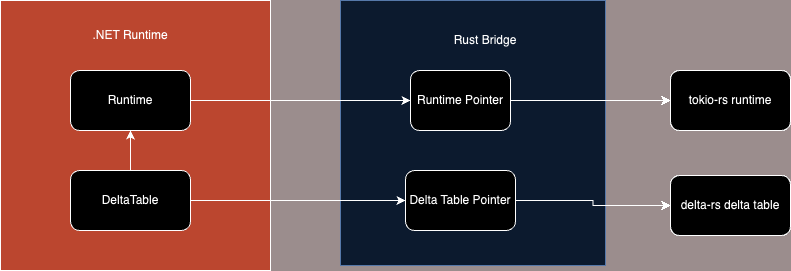 .NET Runtime
Rust Bridge
Runtime
Runtime Pointer
tokio-rs runtime
DeltaTable
Delta Table Pointer
delta-rs delta table